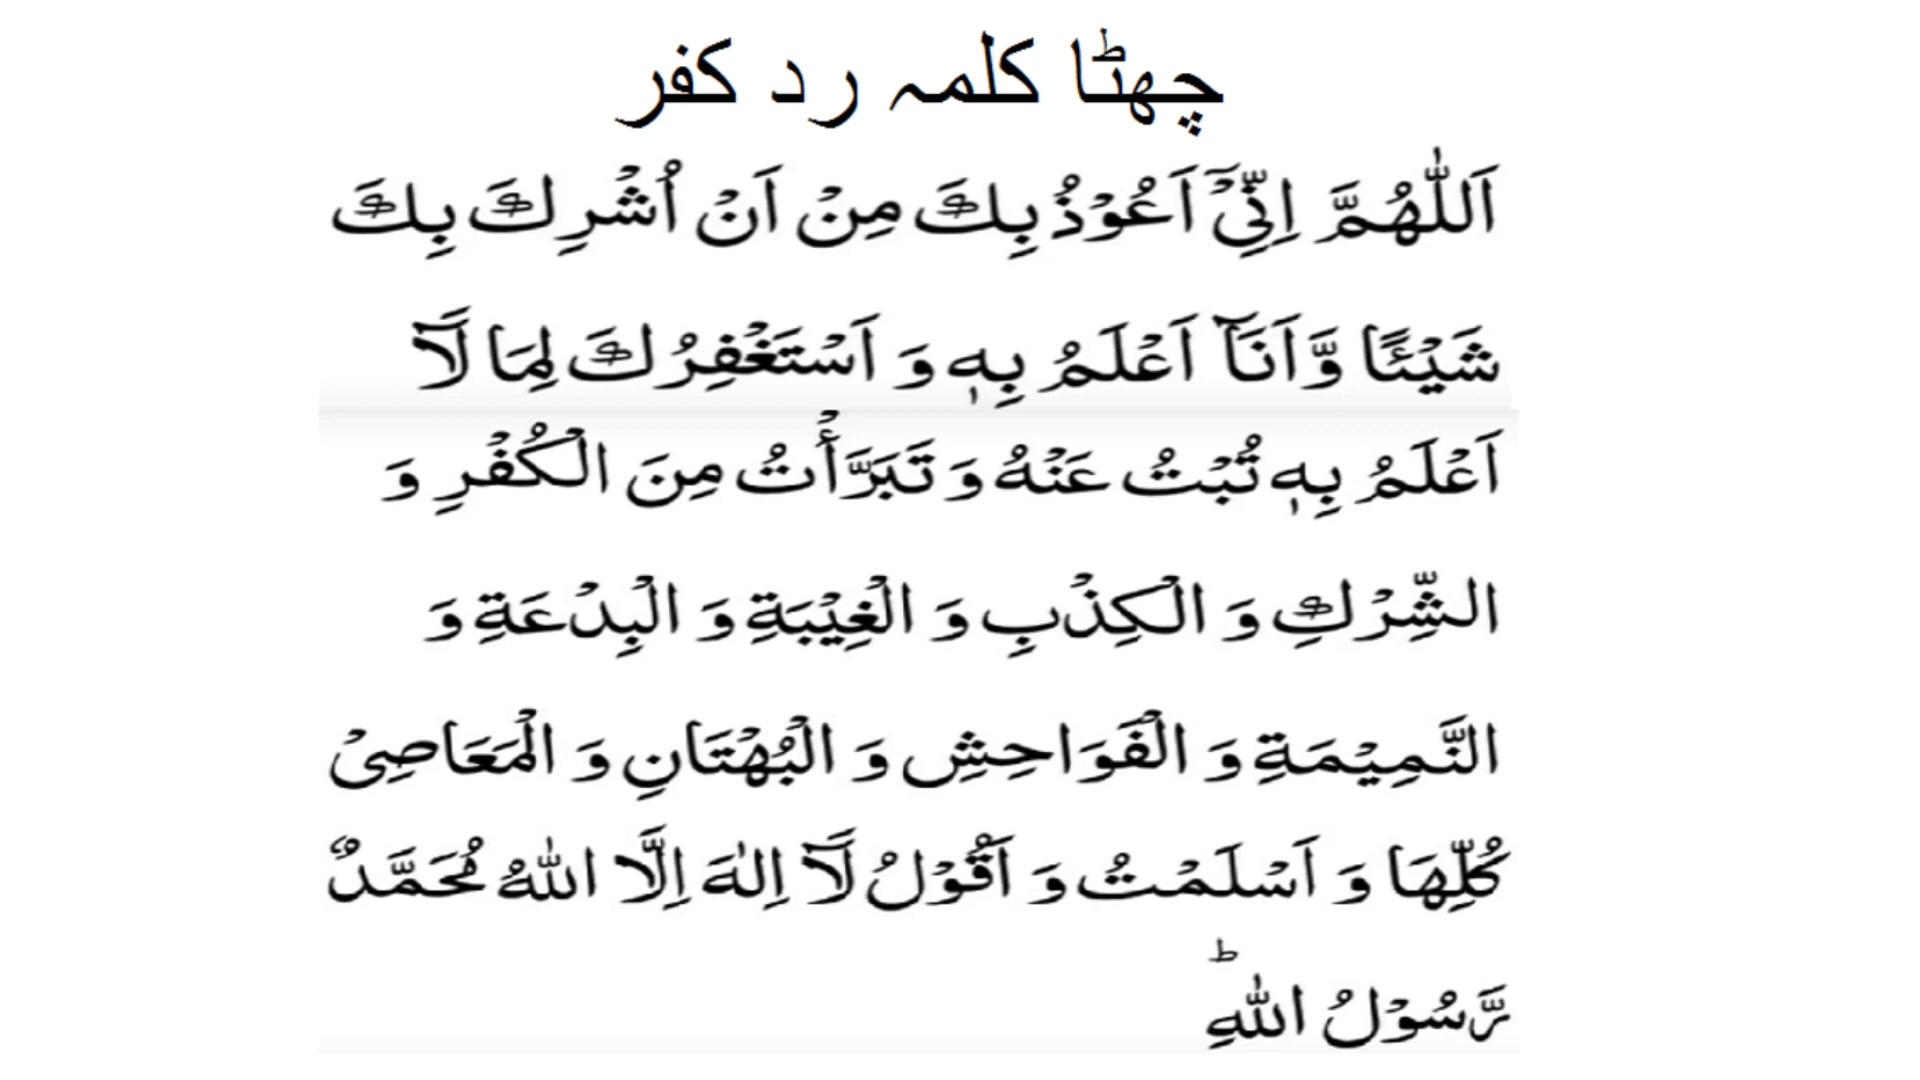 چھٹا کلمہ رد کفر
اَللّٰهُمَّ اِنِّیْٓ اَعُوْذُ بِكَ مِنْ اَنْ اُشْرِكَ بِكَ
شَیْئًا وَّاَنَآ اَعْلَمُ بِهٖ وَ اَسْتَغْفِرُكَ لِمَا لَآ
اَعْلَمُ بِهٖ تُبْتُ عَنْهُ وَ تَبَرَّأْتُ مِنَ الْكُفْرِ وَ
الشِّرْكِ وَ الْكِذْبِ وَ الْغِیْبَةِ وَ الْبِدْعَةِ وَ
النَّمِیْمَةِ وَ الْفَوَاحِشِ وَ الْبُهْتَانِ وَ الْمَعَاصِیْ
كُلِّهَا وَ اَسْلَمْتُ وَ اَقُوْلُ لَآ اِلٰهَ اِلَّا اللّٰهُ مُحَمَّدٌ
رَّسُوْلُ اللّٰهِؕ